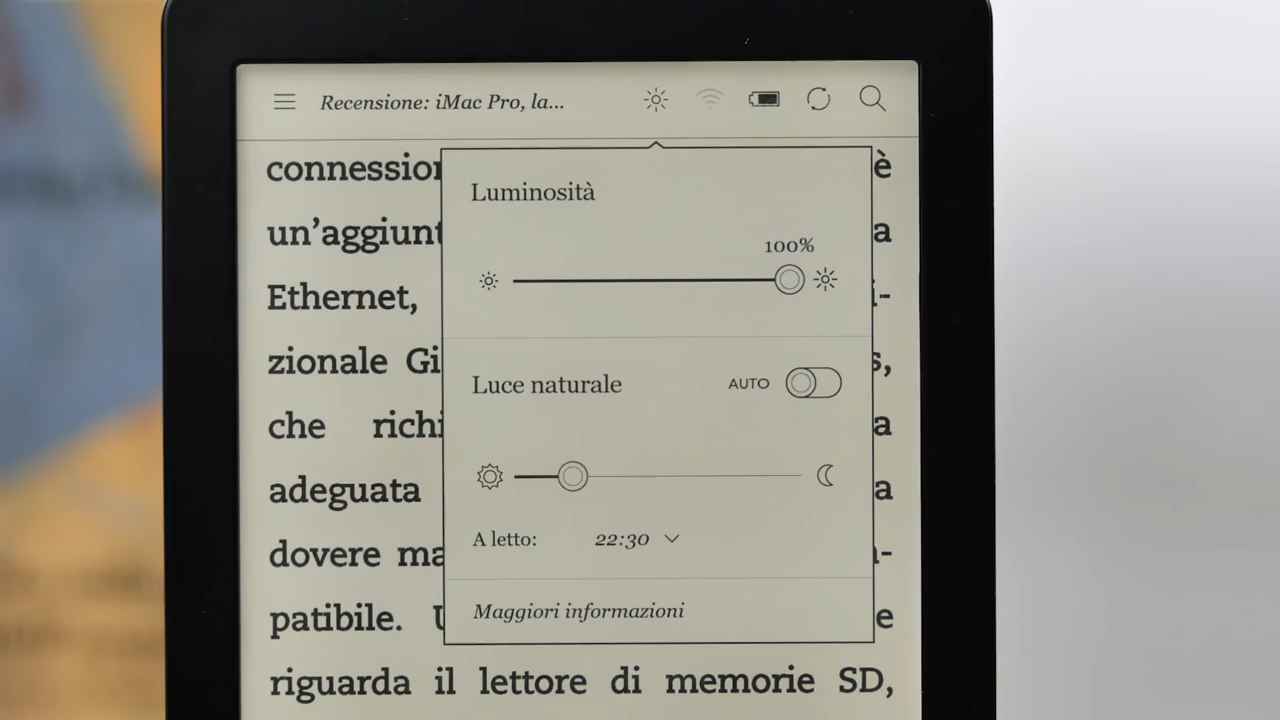 Recensione: iMac Pro, la...
connession
è
Luminosità
un’aggiunt
a
100%
Ethernet,
i-
zionale Gi
s,
Luce naturale
AUTO
che richi
a
adeguata
a
A letto:
22:30
dovere ma
-
Maggiori informazioni
patibile.
e
riguarda il lettore di memorie SD,